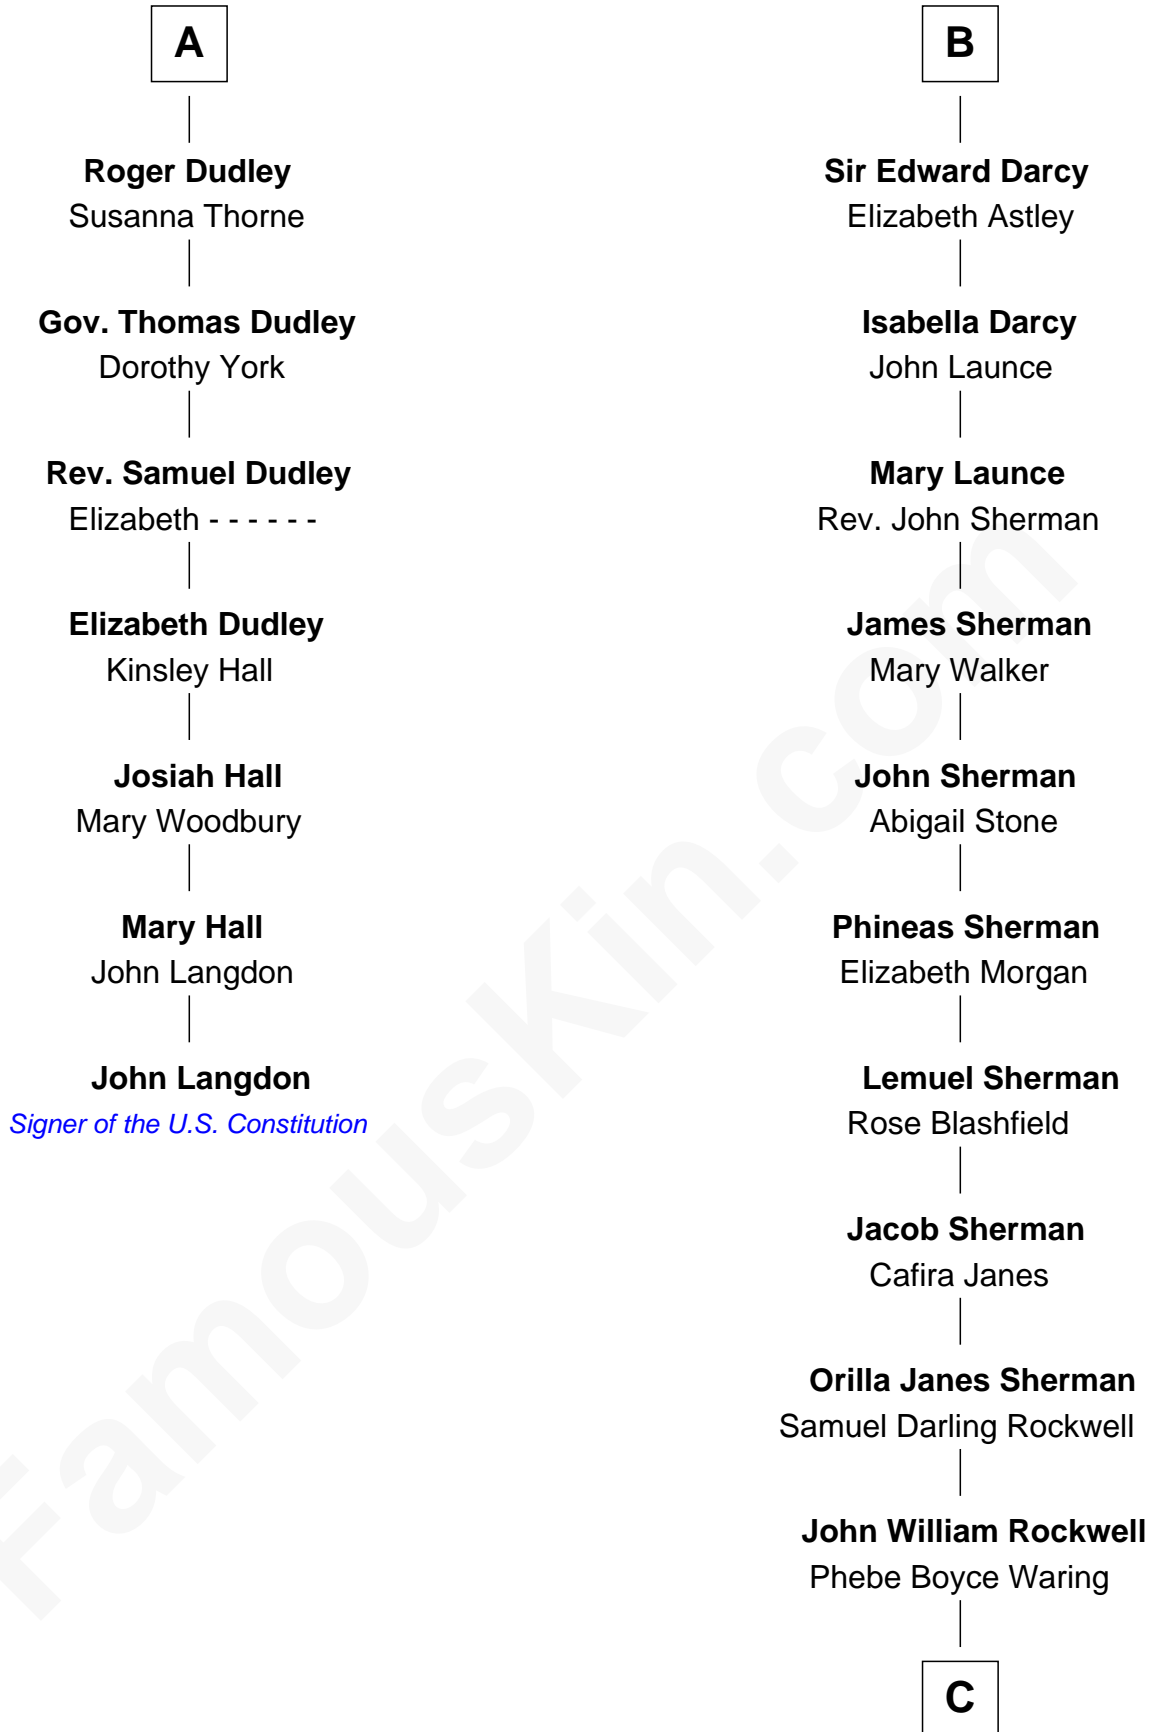 A
Roger Dudley
Susanna Thorne
Gov. Thomas Dudley
Dorothy York
Rev. Samuel Dudley
Elizabeth - - - - - -
Elizabeth Dudley
Kinsley Hall
Josiah Hall
Mary Woodbury
Mary Hall
John Langdon
John Langdon
Signer of the U.S. Constitution
B
Sir Edward Darcy
Elizabeth Astley
Isabella Darcy
John Launce
Mary Launce
Rev. John Sherman
James Sherman
Mary Walker
John Sherman
Abigail Stone
Phineas Sherman
Elizabeth Morgan
Lemuel Sherman
Rose Blashfield
Jacob Sherman
Cafira Janes
Orilla Janes Sherman
Samuel Darling Rockwell
John William Rockwell
Phebe Boyce Waring
C
FamousKin.com